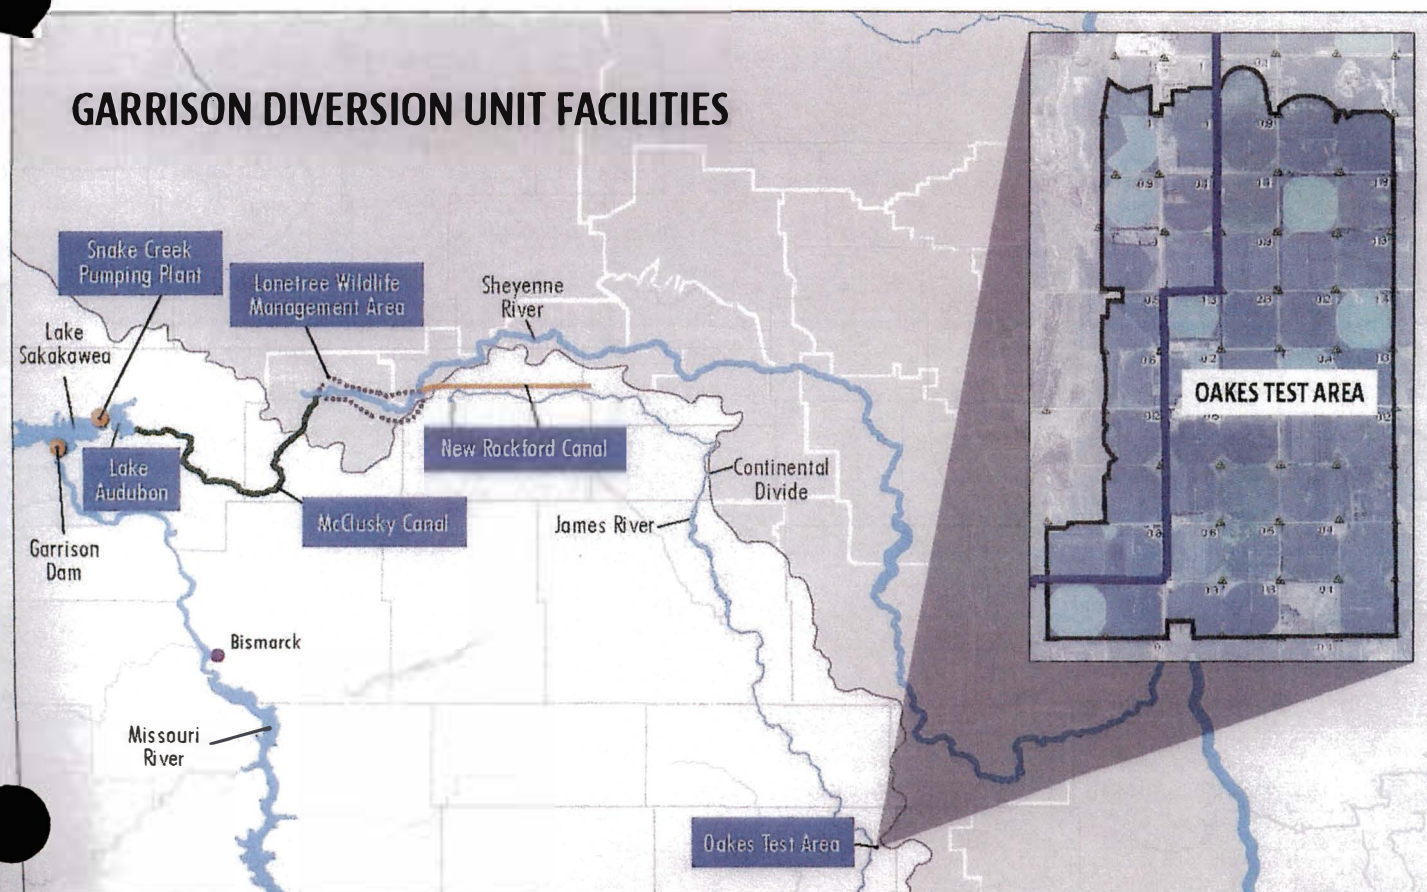 GARRISON DIVERSION UNIT FACILITIES
Snake Creek
Pumping Plant
Lonetree Wildlife
Management Area
Sheyenne
River
Lake
Sakakawea
OAKES TEST AREA
New Rockford Canal
Lake
Audubon
Continental
Divide
McClusky Canal
James River
Garrison
Dam
Bismarck
Missouri
River
Oakes Test Area